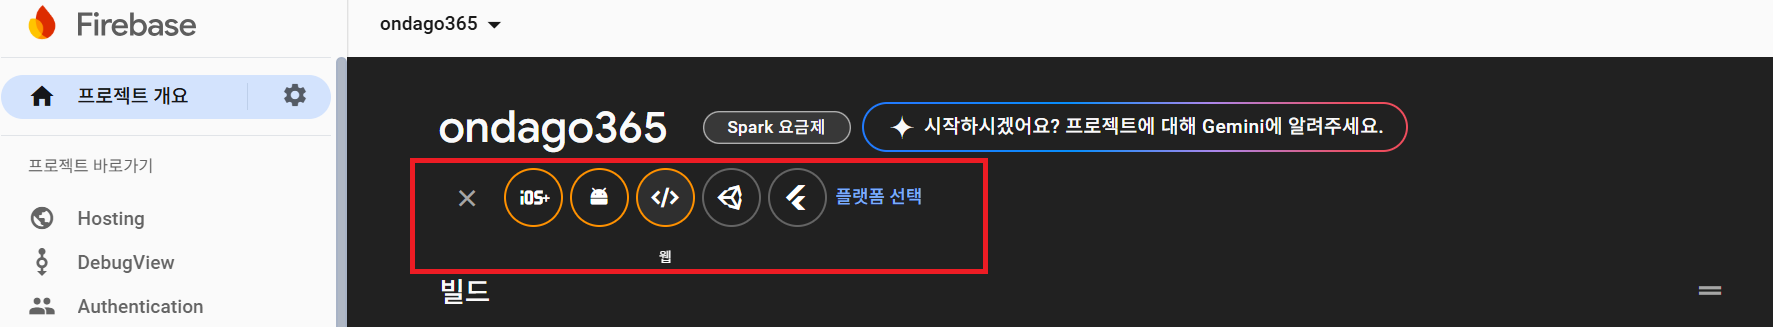 Firebase
ondago365
프로젝트 개요
ondago365
Spark 요금제
시작하시겠어요? 프로젝트에 대해 Gemini에 알려주세요.
프로젝트 바로가기
iOS+
</>
플랫폼 선택
Hosting
웹
DebugView
빌드
Authentication